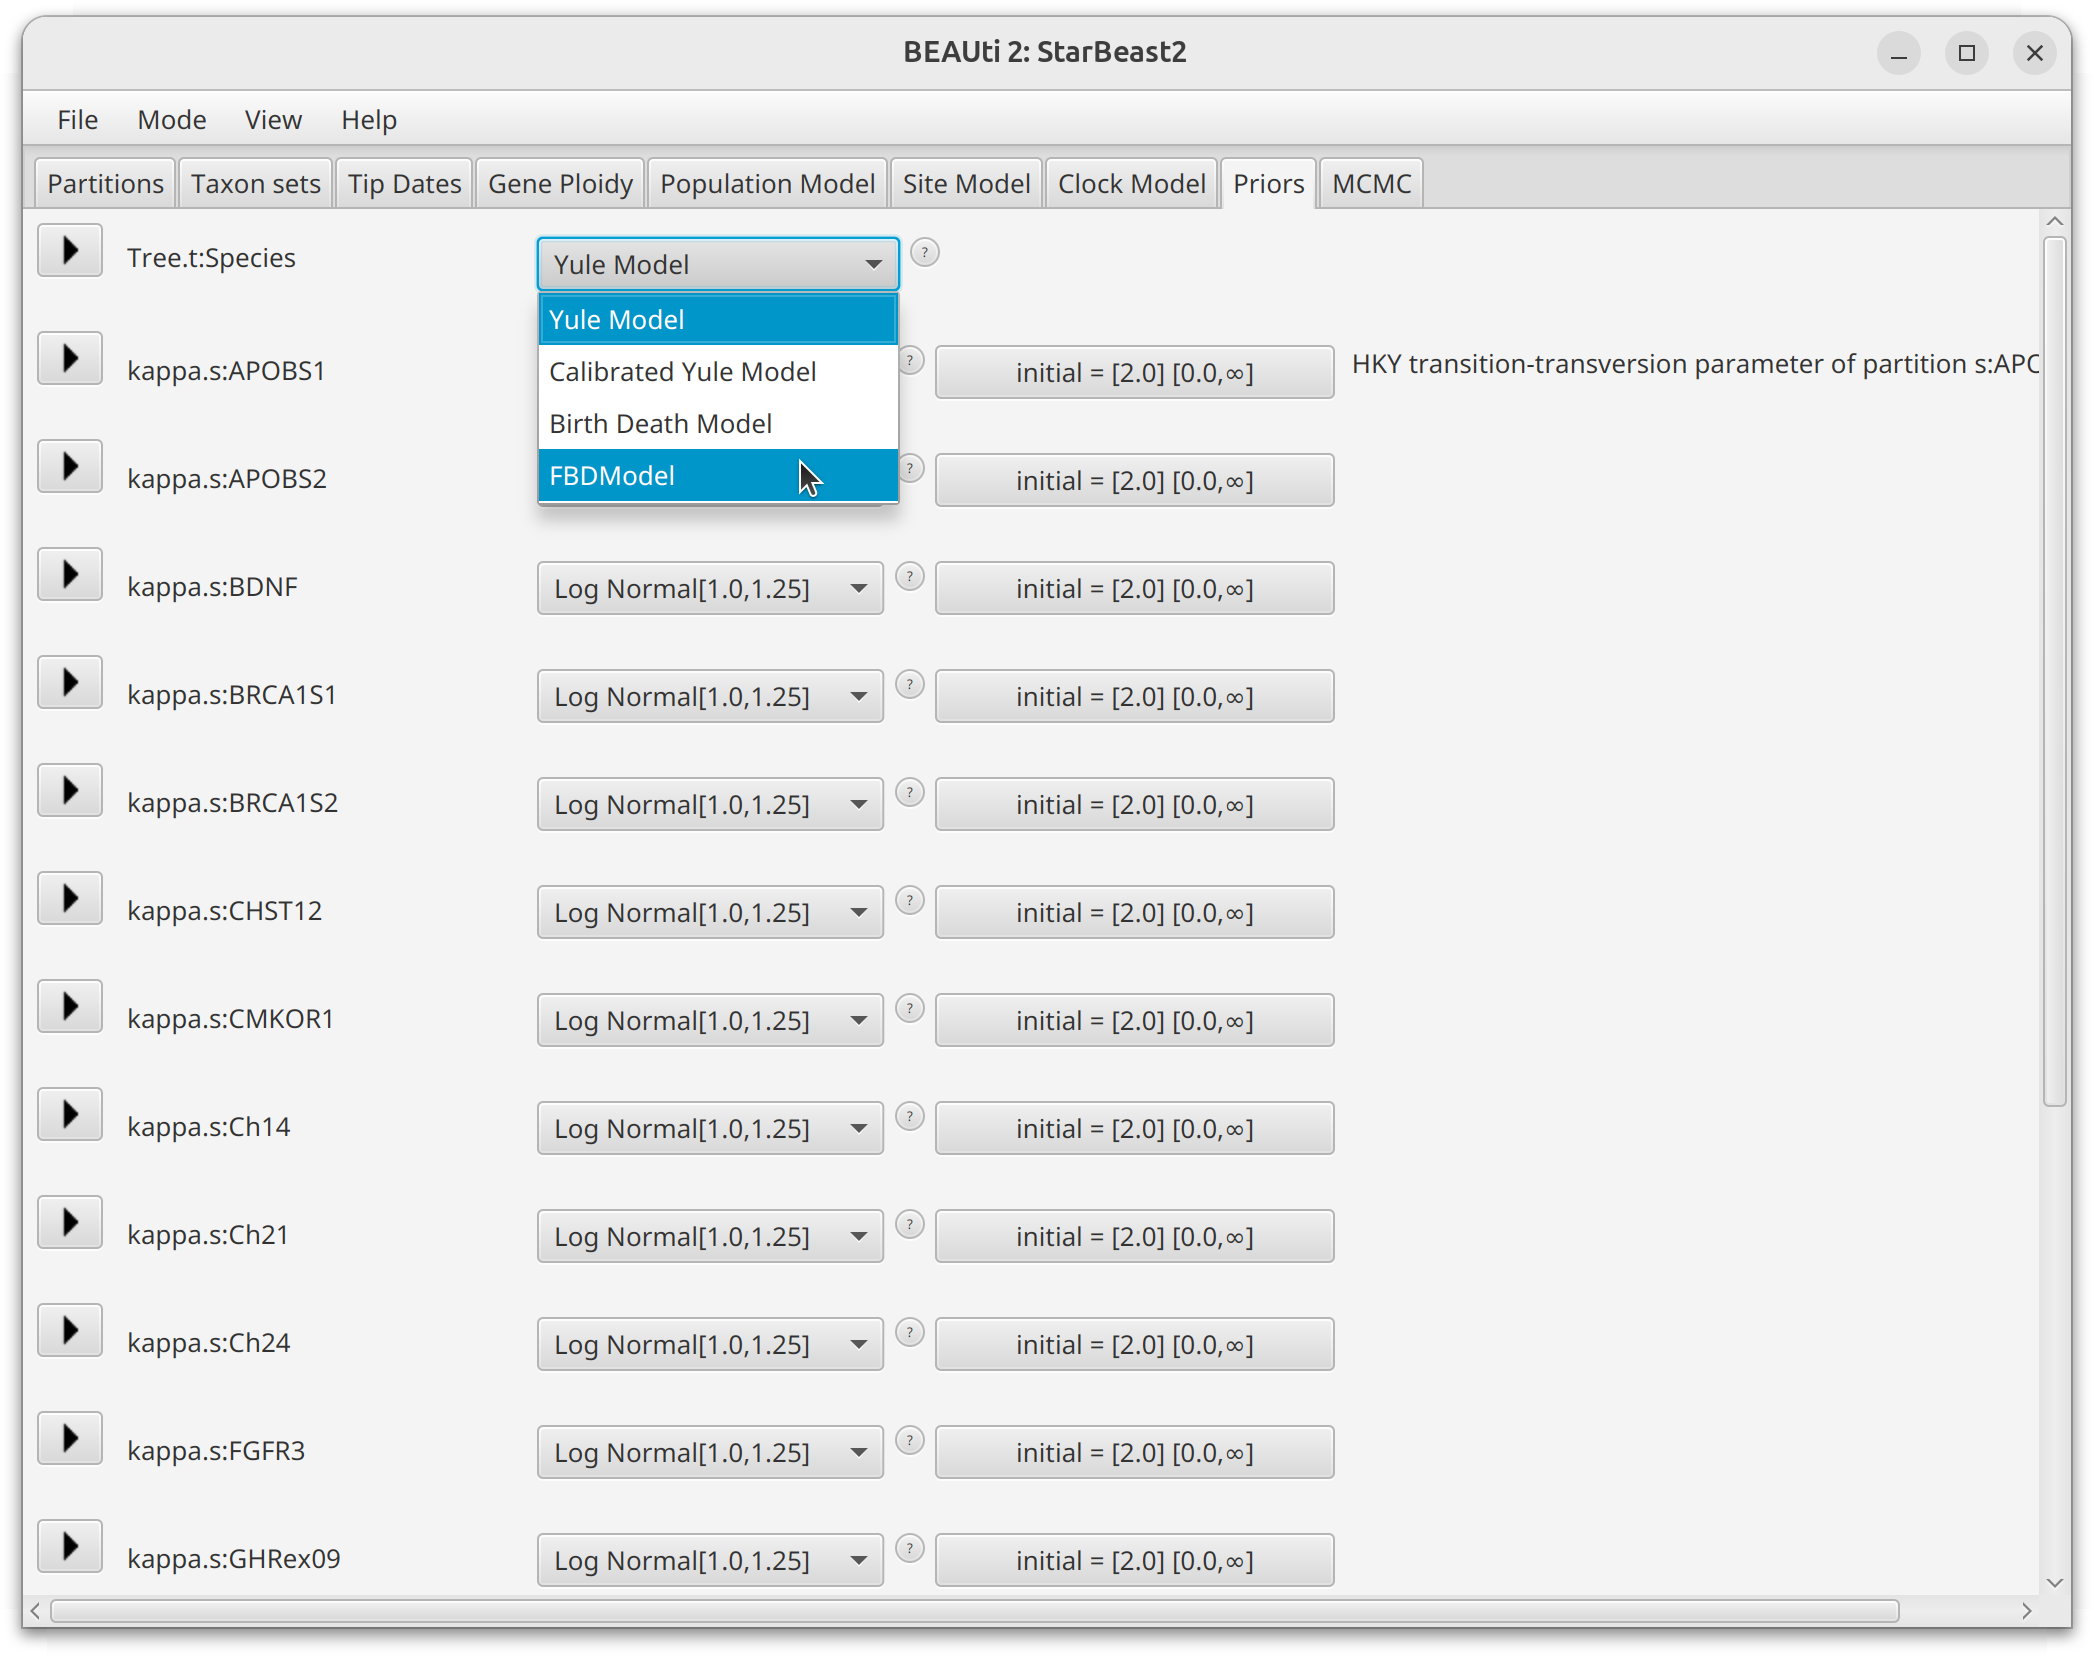 BEAUti 2: StarBeast2
File Mode View Help
Partitions Taxon sets Tip Dates Gene Ploidy Population Model Site Model Clock Model Priors MCMC
Tree.t:Species Yule Model ?
Yule Model
kappa.s:APOBS1 Calibrated Yule Model ? initial = [2.0] [0.0,∞] HKY transition-transversion parameter of partition s:APO
Birth Death Model
kappa.s:APOBS2 FBDModel ? initial = [2.0] [0.0,∞]
kappa.s:BDNF Log Normal[1.0,1.25] ? initial = [2.0] [0.0,∞]
kappa.s:BRCA1S1 Log Normal[1.0,1.25] ? initial = [2.0] [0.0,∞]
kappa.s:BRCA1S2 Log Normal[1.0,1.25] ? initial = [2.0] [0.0,∞]
kappa.s:CHST12 Log Normal[1.0,1.25] ? initial = [2.0] [0.0,∞]
kappa.s:CMKOR1 Log Normal[1.0,1.25] ? initial = [2.0] [0.0,∞]
kappa.s:Ch14 Log Normal[1.0,1.25] ? initial = [2.0] [0.0,∞]
kappa.s:Ch21 Log Normal[1.0,1.25] ? initial = [2.0] [0.0,∞]
kappa.s:Ch24 Log Normal[1.0,1.25] ? initial = [2.0] [0.0,∞]
kappa.s:FGFR3 Log Normal[1.0,1.25] ? initial = [2.0] [0.0,∞]
kappa.s:GHRex09 Log Normal[1.0,1.25] ? initial = [2.0] [0.0,∞]